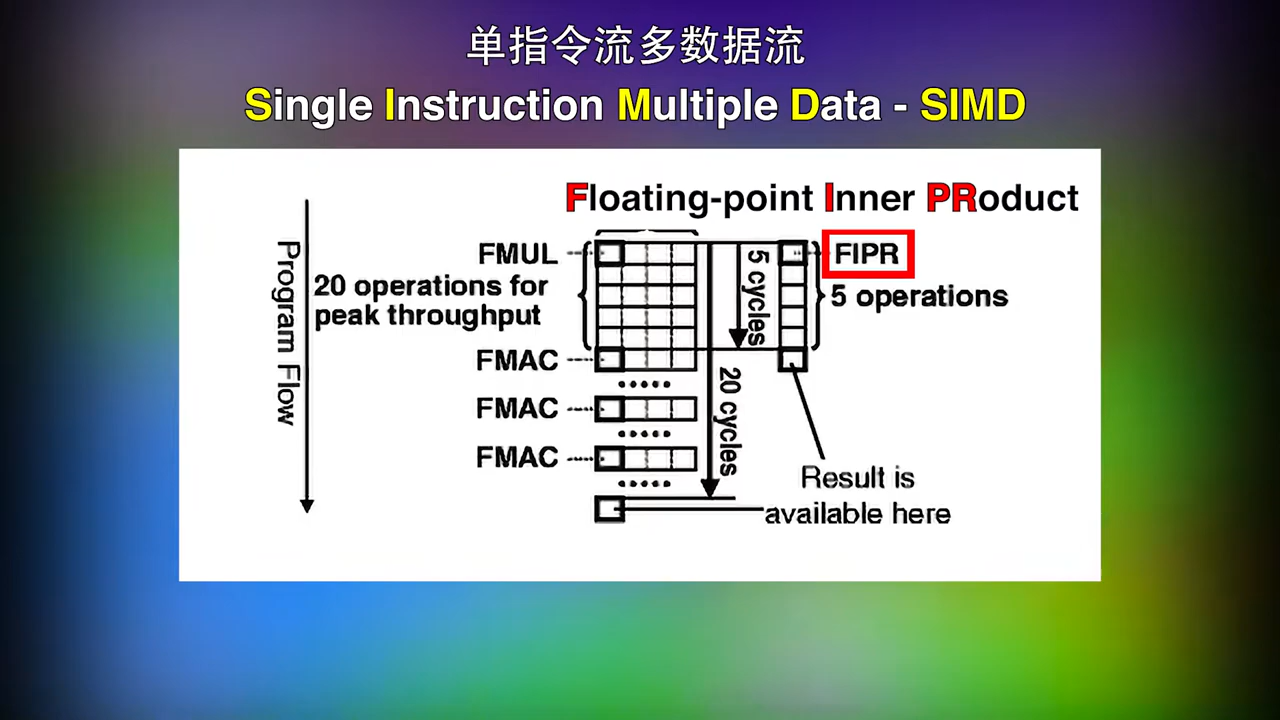 单指令流多数据流
Single Instruction Multiple Data - SIMD
Floating-point Inner PRoduct
Program Flow
FMUL
20 operations for
peak throughput
FMAC
FMAC
FMAC
5 cycles
20 cycles
FIPR
5 operations
Result is
available here